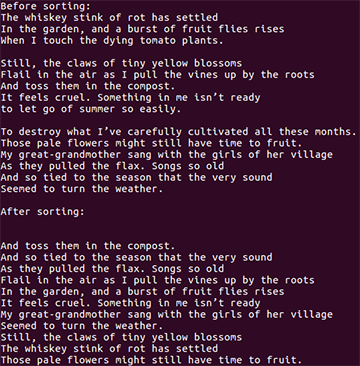 Before sorting:
The whiskey stink of rot has settled
In the garden, and a burst of fruit flies rises
When I touch the dying tomato plants.

Still, the claws of tiny yellow blossoms
Flail in the air as I pull the vines up by the roots
And toss them in the compost.
It feels cruel. Something in me isn’t ready
to let go of summer so easily.

To destroy what I’ve carefully cultivated all these months.
Those pale flowers might still have time to fruit.
My great-grandmother sang with the girls of her village
As they pulled the flax. Songs so old
And so tied to the season that the very sound
Seemed to turn the weather.

After sorting:


And toss them in the compost.
And so tied to the season that the very sound
As they pulled the flax. Songs so old
Flail in the air as I pull the vines up by the roots
In the garden, and a burst of fruit flies rises
It feels cruel. Something in me isn’t ready
My great-grandmother sang with the girls of her village
Seemed to turn the weather.
Still, the claws of tiny yellow blossoms
The whiskey stink of rot has settled
Those pale flowers might still have time to fruit.